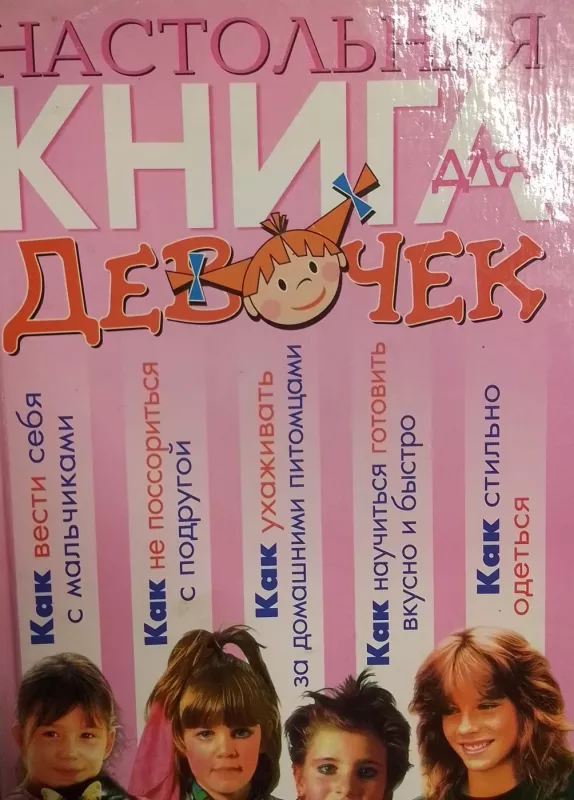 НАСТОЛЬНАЯ
КНИГА
для
ДЕВОЧЕК
Как вести себя
с мальчиками
Как не поссориться
с подругой
Как ухаживать
за домашними питомцами
Как научиться готовить
вкусно и быстро
Как стильно
одеться